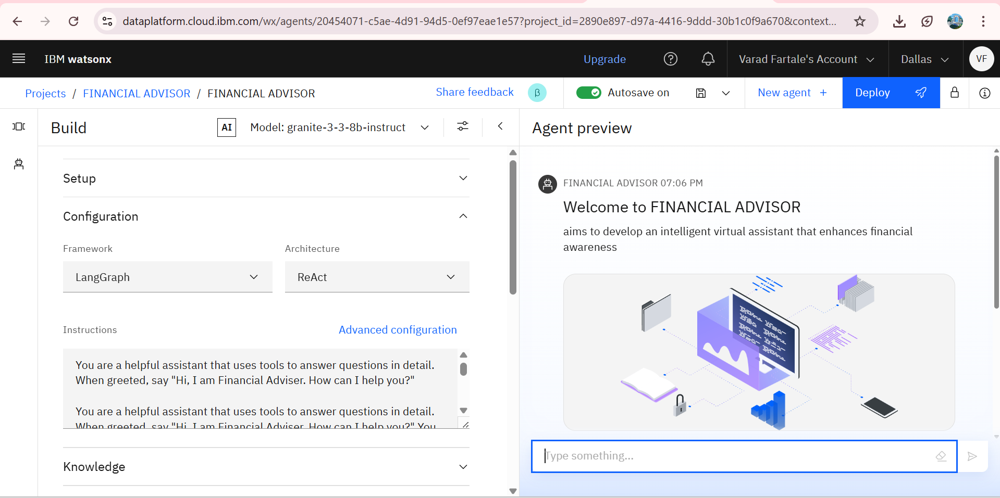 dataplatform.cloud.ibm.com/wx/agents/20454071-c5ae-4d91-94d5-0ef97eae1e57?project_id=2890e897-d97a-4416-9ddd-30b1c0f9a670&context...
IBM watsonx
Upgrade
Varad Fartale's Account
Dallas
VF
Projects / FINANCIAL ADVISOR / FINANCIAL ADVISOR
Share feedback
β
Autosave on
New agent +
Deploy
Build
AI
Model: granite-3-3-8b-instruct
Setup
Configuration
Framework
Architecture
LangGraph
ReAct
Instructions
Advanced configuration
You are a helpful assistant that uses tools to answer questions in detail.
When greeted, say "Hi, I am Financial Adviser. How can I help you?"
You are a helpful assistant that uses tools to answer questions in detail.
When greeted, say "Hi, I am Financial Adviser. How can I help you?" You
Knowledge
Agent preview
FINANCIAL ADVISOR 07:06 PM
Welcome to FINANCIAL ADVISOR
aims to develop an intelligent virtual assistant that enhances financial
awareness
Type something...